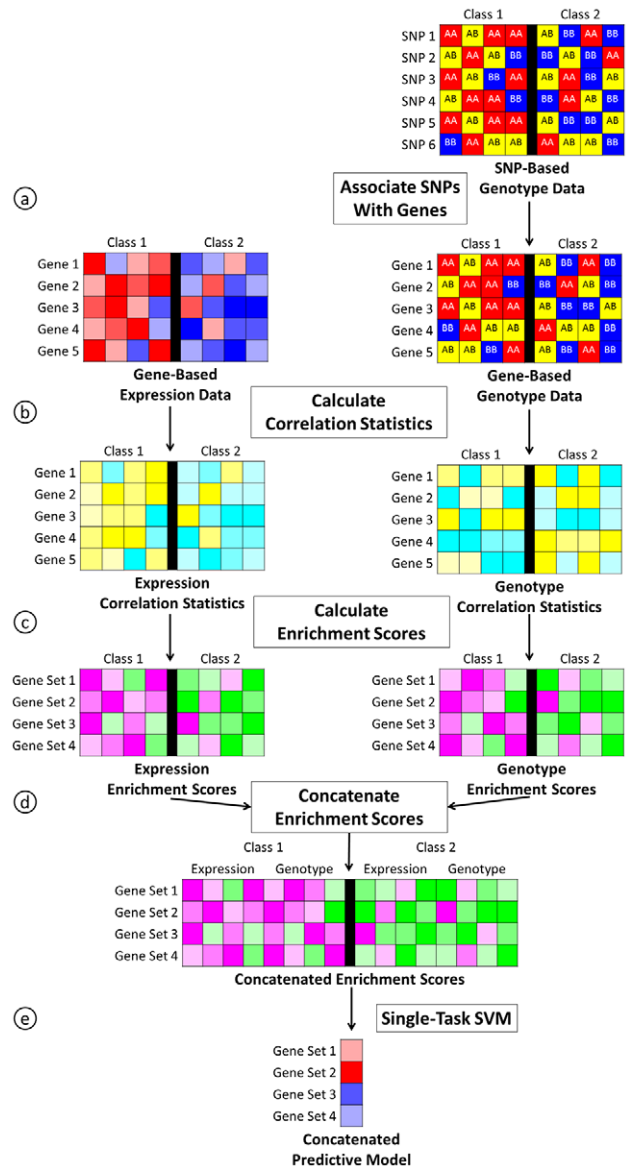 Class 1 Class 2
SNP 1 AA AB AA AA AB BB AA BB
SNP 2 AB AA AB BB BB AB BB AA
SNP 3 AA AB BB AA AB AA BB AB
SNP 4 AB AA AA BB BB AA AB BB
SNP 5 AA AB AA AA AB BB BB AB
SNP 6 BB AA AB AB AA AB AB BB
SNP-Based
Genotype Data
a
Associate SNPs
With Genes
Class 1 Class 2
Gene 1
Gene 2
Gene 3
Gene 4
Gene 5
Gene-Based
Expression Data
Class 1 Class 2
Gene 1 AA AB AA AA AB BB AA BB
Gene 2 AB AA AA BB BB AA AB BB
Gene 3 AA AB AA AA AB BB BB AB
Gene 4 BB AA AB AB AA AB AB BB
Gene 5 AB AB BB AA AB BB AA BB
Gene-Based
Genotype Data
b
Calculate
Correlation Statistics
Class 1 Class 2
Gene 1
Gene 2
Gene 3
Gene 4
Gene 5
Expression
Correlation Statistics
Class 1 Class 2
Gene 1
Gene 2
Gene 3
Gene 4
Gene 5
Genotype
Correlation Statistics
c
Calculate
Enrichment Scores
Class 1 Class 2
Gene Set 1
Gene Set 2
Gene Set 3
Gene Set 4
Expression
Enrichment Scores
Class 1 Class 2
Gene Set 1
Gene Set 2
Gene Set 3
Gene Set 4
Genotype
Enrichment Scores
d
Concatenate
Enrichment Scores
Class 1 Class 2
Expression Genotype Expression Genotype
Gene Set 1
Gene Set 2
Gene Set 3
Gene Set 4
Concatenated Enrichment Scores
e
Single-Task SVM
Gene Set 1
Gene Set 2
Gene Set 3
Gene Set 4
Concatenated
Predictive Model